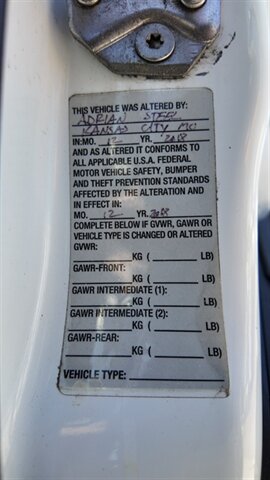 THIS VEHICLE WAS ALTERED BY:
ADRIAN STEEL
KANSAS CITY MO
IN: MO. 12 YR. 2018
AND AS ALTERED IT CONFORMS TO
ALL APPLICABLE U.S.A. FEDERAL
MOTOR VEHICLE SAFETY, BUMPER
AND THEFT PREVENTION STANDARDS
AFFECTED BY THE ALTERATION AND
IN EFFECT IN:
MO. 12 YR. 2018
COMPLETE BELOW IF GVWR, GAWR OR
VEHICLE TYPE IS CHANGED OR ALTERED
GVWR:
KG ( LB)
GAWR-FRONT:
KG ( LB)
GAWR INTERMEDIATE (1):
KG ( LB)
GAWR INTERMEDIATE (2):
KG ( LB)
GAWR-REAR:
KG ( LB)
VEHICLE TYPE: